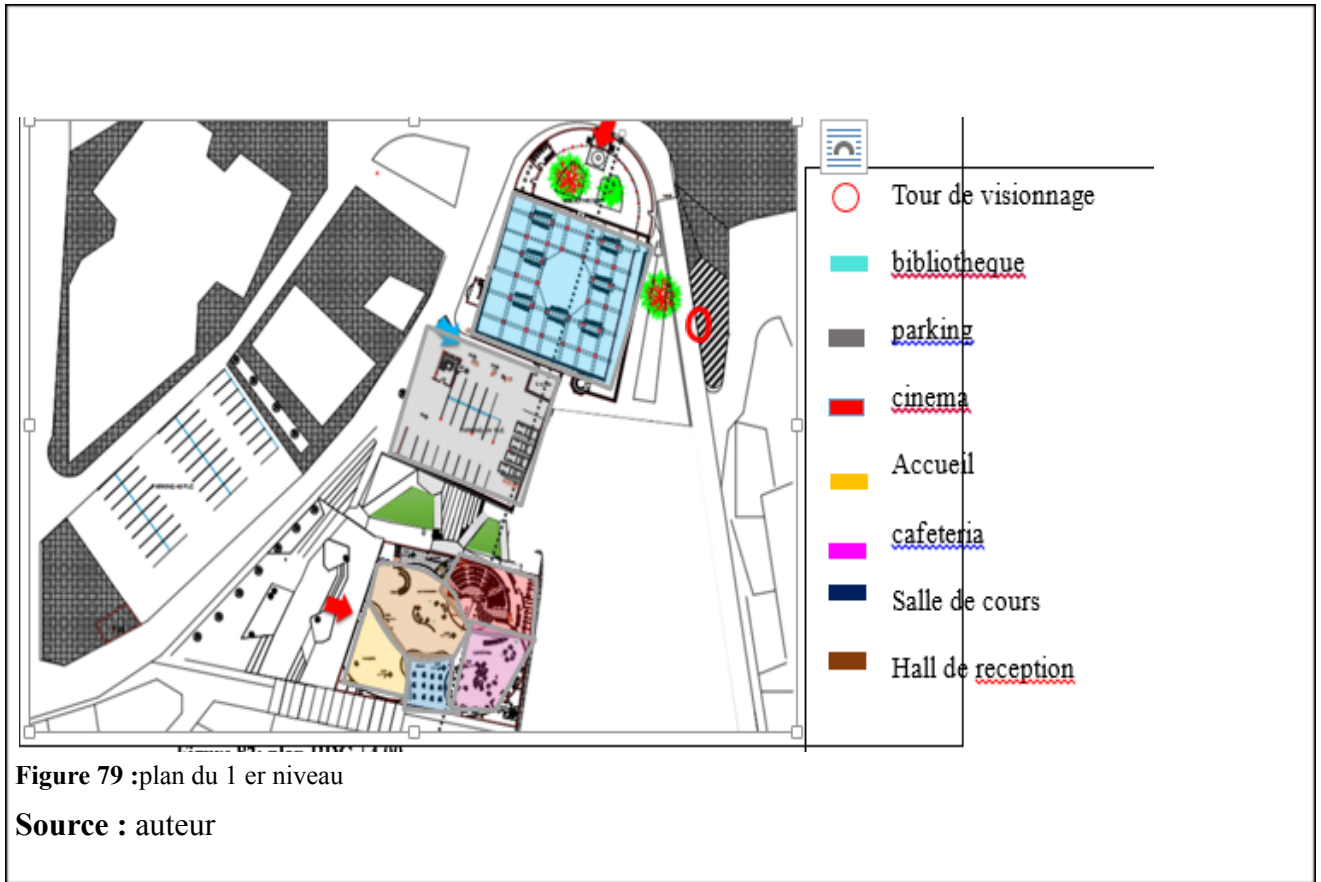 Tour de visionnage
bibliotheque
parking
cinema
Accueil
cafeteria
Salle de cours
Hall de reception
Figure 79 :plan du 1 er niveau
Source : auteur